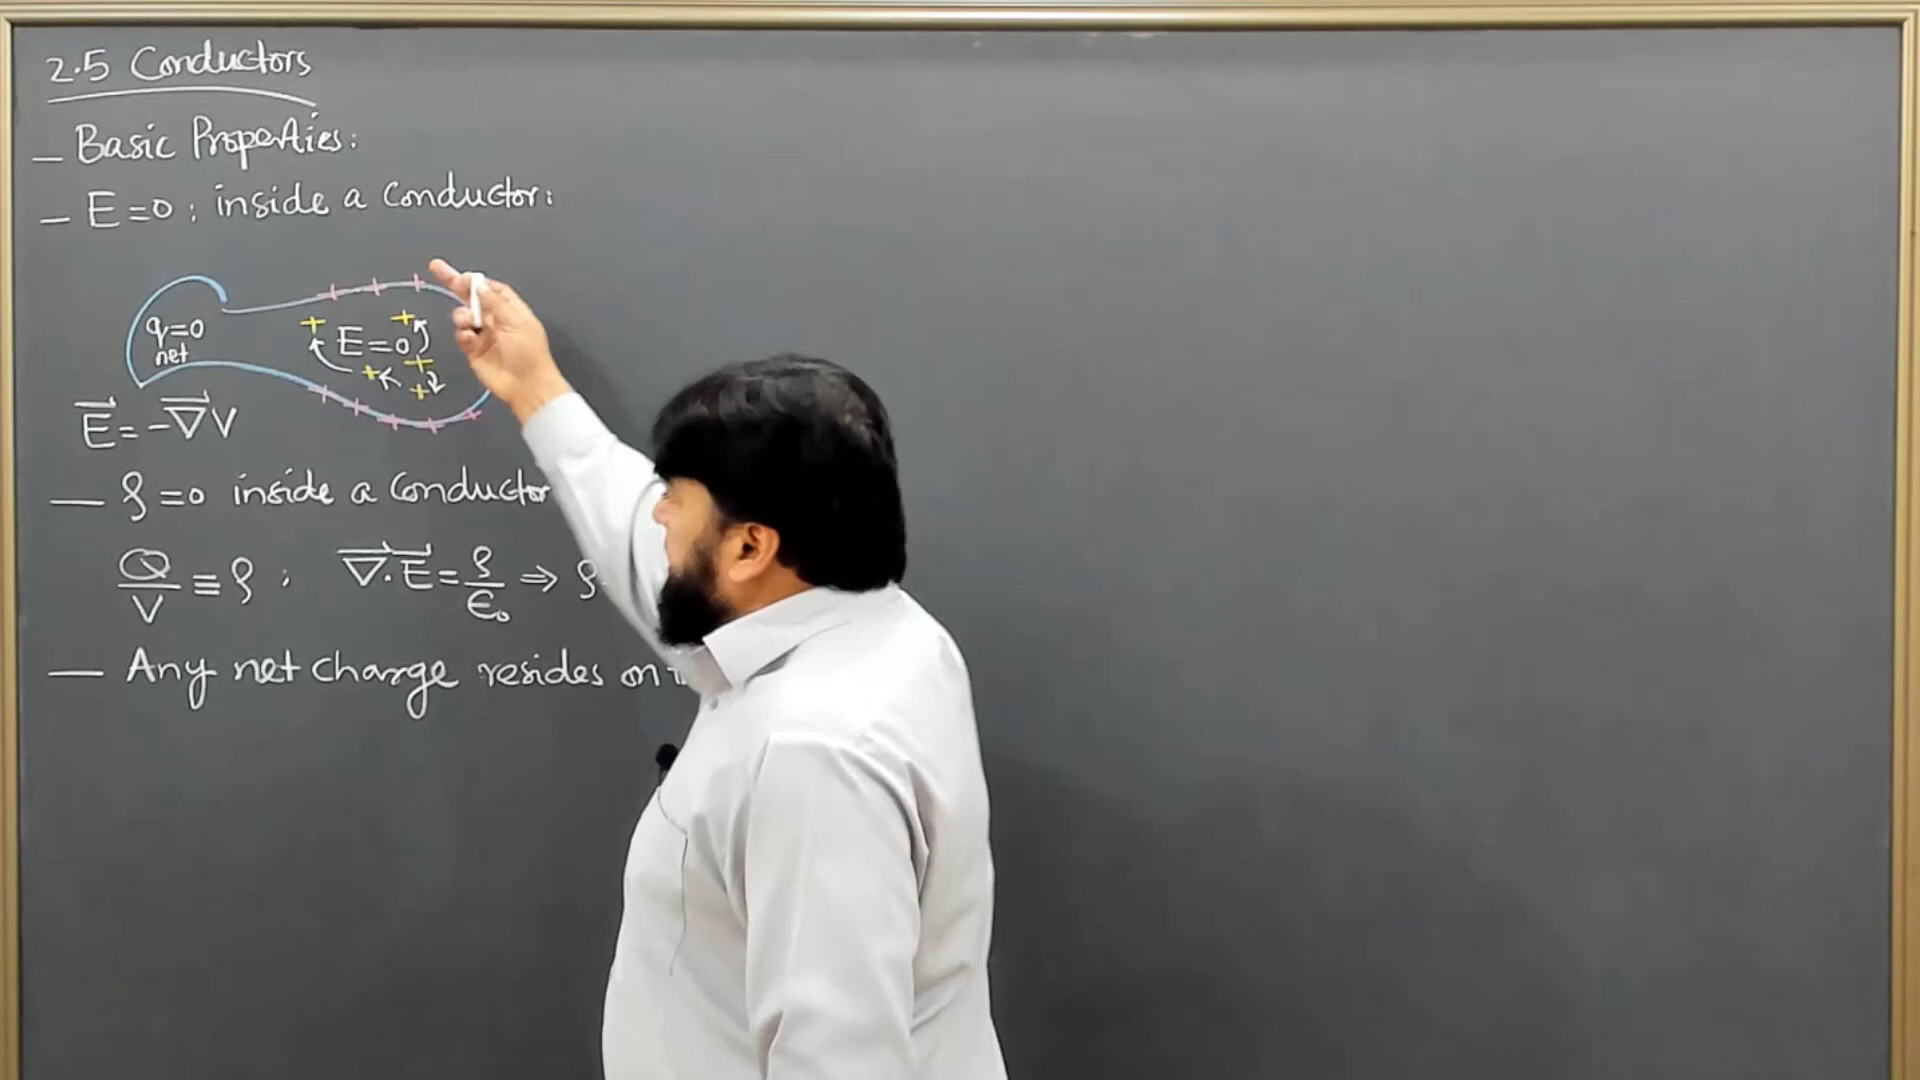 2.5 Conductors
— Basic Properties:
— E=0: inside a Conductor:
q=0
net
E=0
E⃗ = -∇⃗V
— ρ=0 inside a Conductor
Q/V ≡ ρ ; ∇⃗·E⃗ = ρ/ϵ₀ ⇒ ρ
— Any net charge resides on